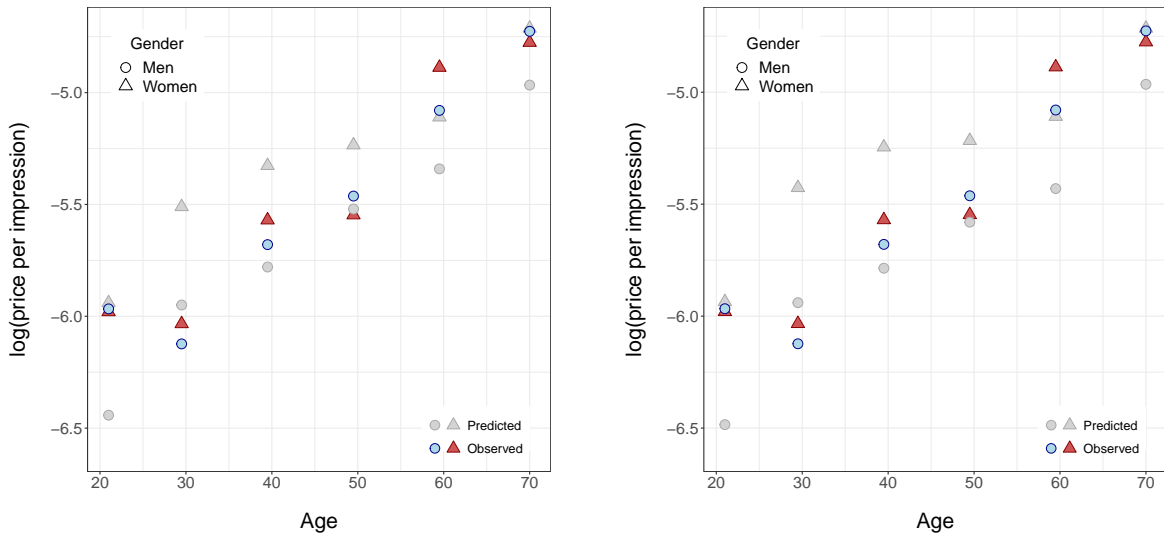 Gender
Men
Women
log(price per impression)
−5.0
−5.5
−6.0
−6.5
Predicted
Observed
20 30 40 50 60 70
Age
Gender
Men
Women
log(price per impression)
−5.0
−5.5
−6.0
−6.5
Predicted
Observed
20 30 40 50 60 70
Age